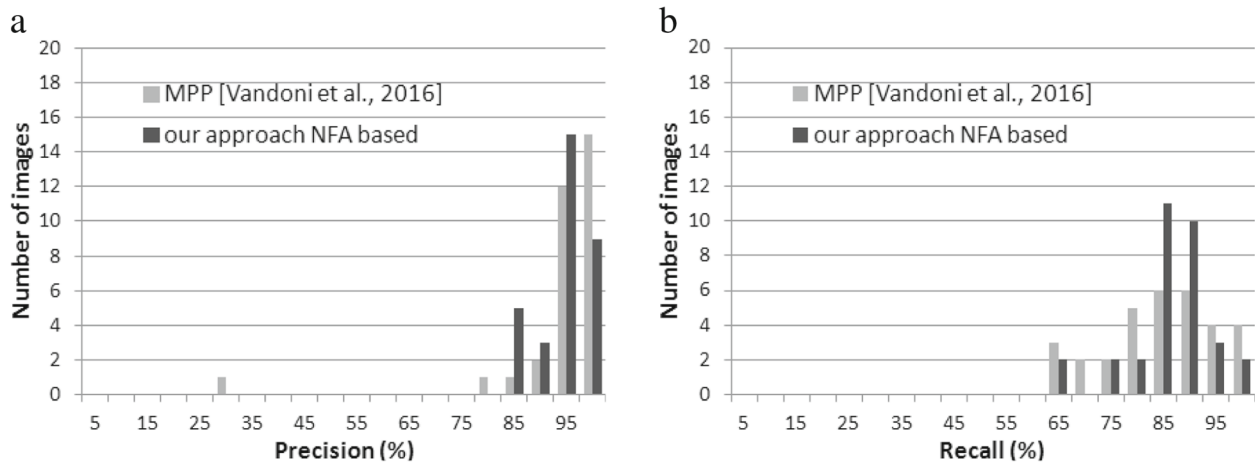 a
20
18
16
14
12
10
8
6
4
2
0
Number of images
MPP [Vandoni et al., 2016]
our approach NFA based
5 15 25 35 45 55 65 75 85 95
Precision (%)
b
20
18
16
14
12
10
8
6
4
2
0
Number of images
MPP [Vandoni et al., 2016]
our approach NFA based
5 15 25 35 45 55 65 75 85 95
Recall (%)